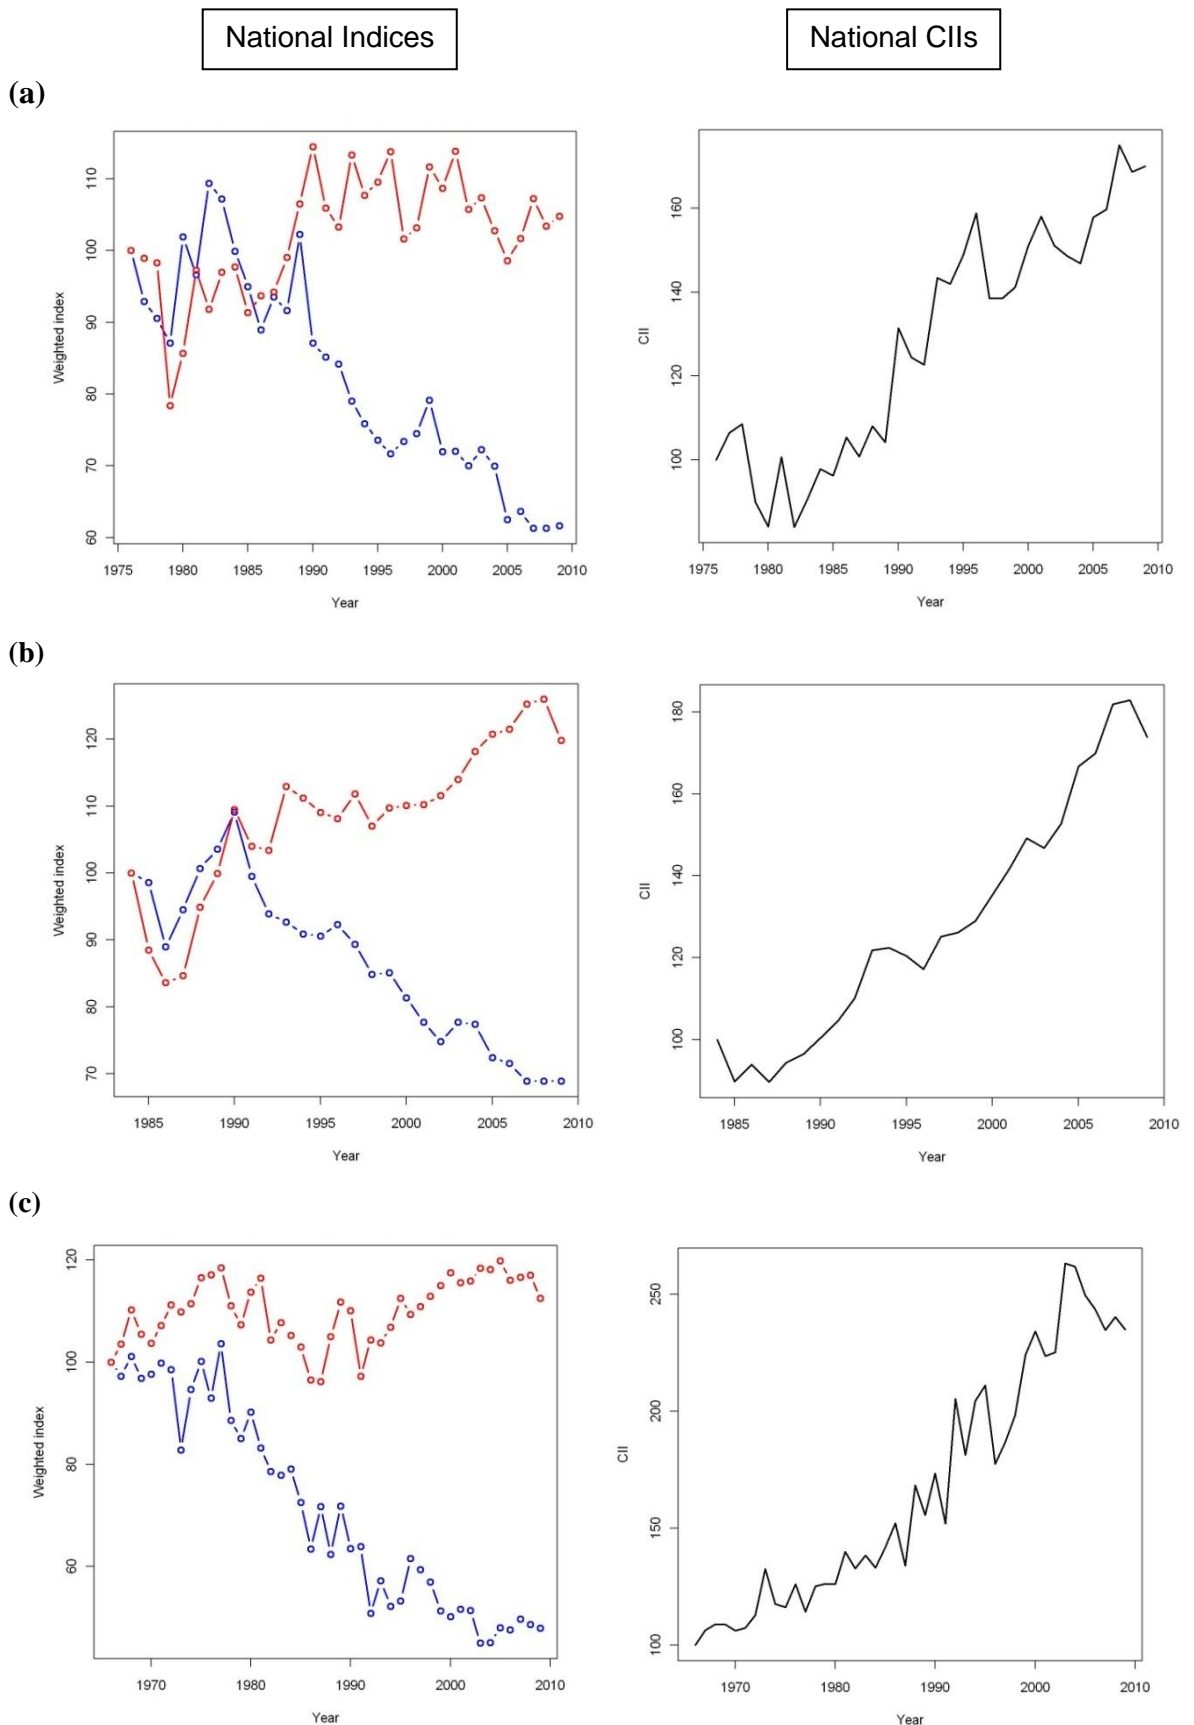 National Indices
National CIIs
(a)
110
100
90
80
70
60
Weighted index
1975 1980 1985 1990 1995 2000 2005 2010
Year
160
140
120
100
CII
1975 1980 1985 1990 1995 2000 2005 2010
Year
(b)
120
110
100
90
80
70
Weighted index
1985 1990 1995 2000 2005 2010
Year
180
160
140
120
100
CII
1985 1990 1995 2000 2005 2010
Year
(c)
120
100
80
60
Weighted index
1970 1980 1990 2000 2010
Year
250
200
150
100
CII
1970 1980 1990 2000 2010
Year